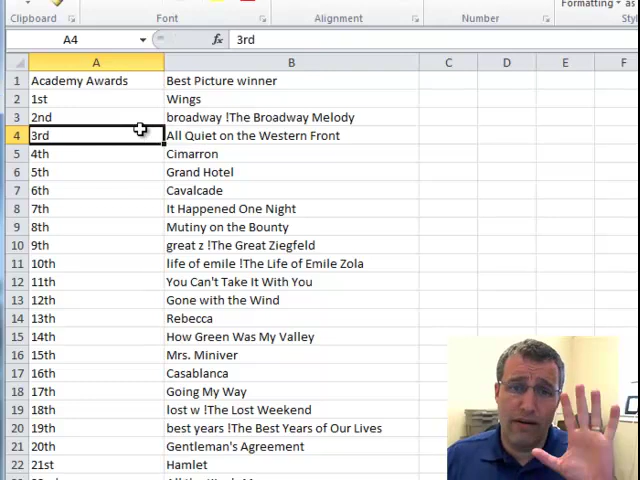 Formatting
Clipboard Font Alignment Number
A4 fx 3rd
A B C D E F
1 Academy Awards Best Picture winner
2 1st Wings
3 2nd broadway !The Broadway Melody
4 3rd All Quiet on the Western Front
5 4th Cimarron
6 5th Grand Hotel
7 6th Cavalcade
8 7th It Happened One Night
9 8th Mutiny on the Bounty
10 9th great z !The Great Ziegfeld
11 10th life of emile !The Life of Emile Zola
12 11th You Can't Take It With You
13 12th Gone with the Wind
14 13th Rebecca
15 14th How Green Was My Valley
16 15th Mrs. Miniver
17 16th Casablanca
18 17th Going My Way
19 18th lost w !The Lost Weekend
20 19th best years !The Best Years of Our Lives
21 20th Gentleman's Agreement
22 21st Hamlet